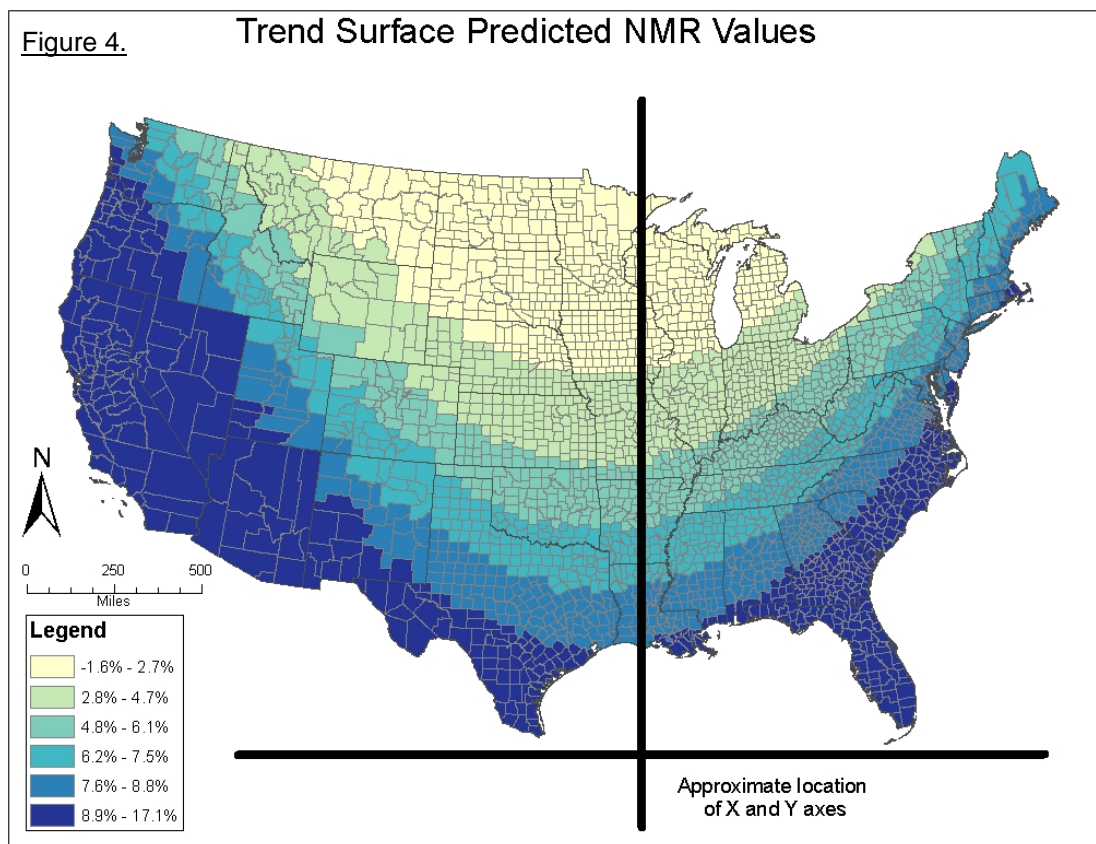 Figure 4.
Trend Surface Predicted NMR Values
N
0 250 500
Miles
Legend
-1.6% - 2.7%
2.8% - 4.7%
4.8% - 6.1%
6.2% - 7.5%
7.6% - 8.8%
8.9% - 17.1%
Approximate location
of X and Y axes